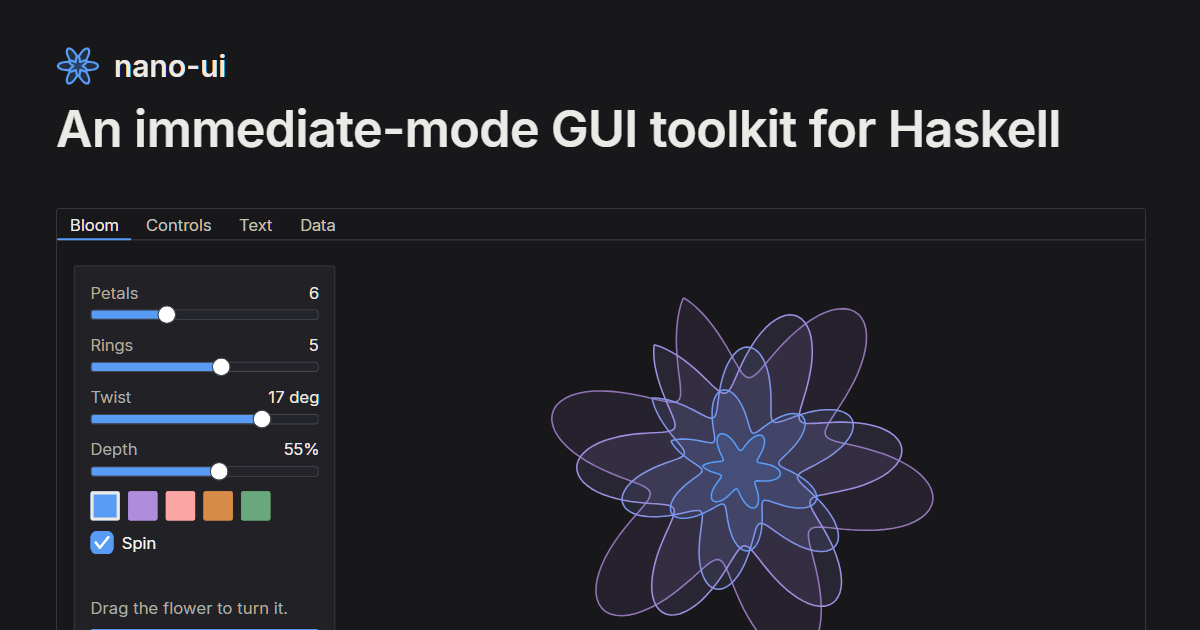 nano-ui
An immediate-mode GUI toolkit for Haskell
Bloom Controls Text Data
Petals 6
Rings 5
Twist 17 deg
Depth 55%
Spin
Drag the flower to turn it.